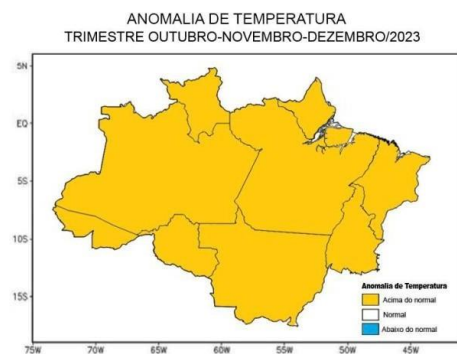 ANOMALIA DE TEMPERATURA
TRIMESTRE OUTUBRO-NOVEMBRO-DEZEMBRO/2023
5N
EQ
5S
10S
15S
75W
70W
65W
60W
55W
50W
45W
Anomalia de Temperatura
Acima do normal
Normal
Abaixo do normal